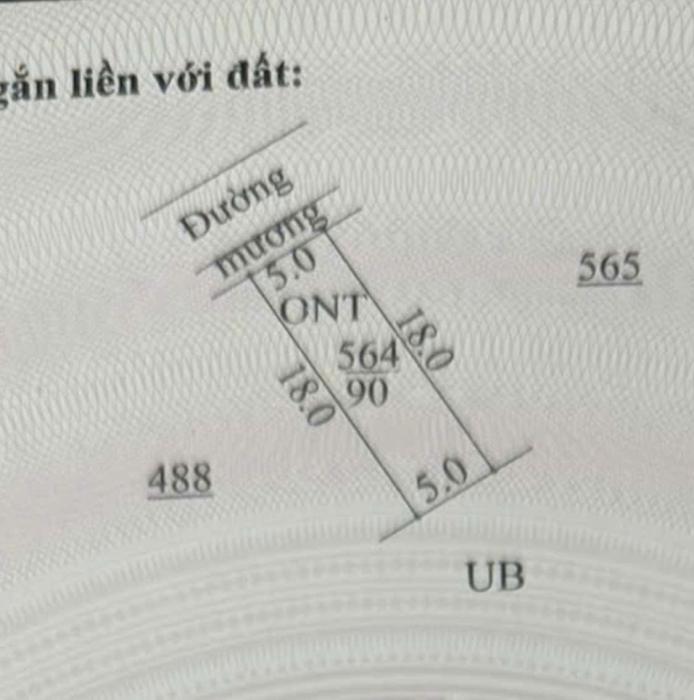 gắn liền với đất:
Đường
mương
5.0
ONT
565
18.0
564
90
18.0
488
5.0
UB